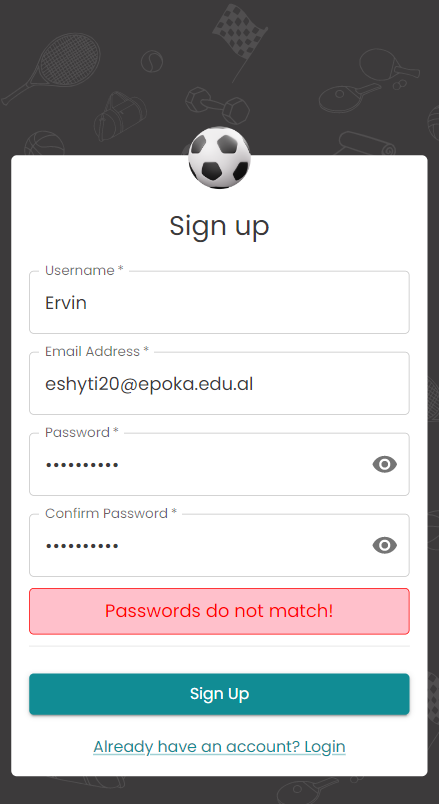 Sign up
Username *
Ervin
Email Address *
eshyti20@epoka.edu.al
Password *
••••••••••
Confirm Password *
••••••••••
Passwords do not match!
Sign Up
Already have an account? Login